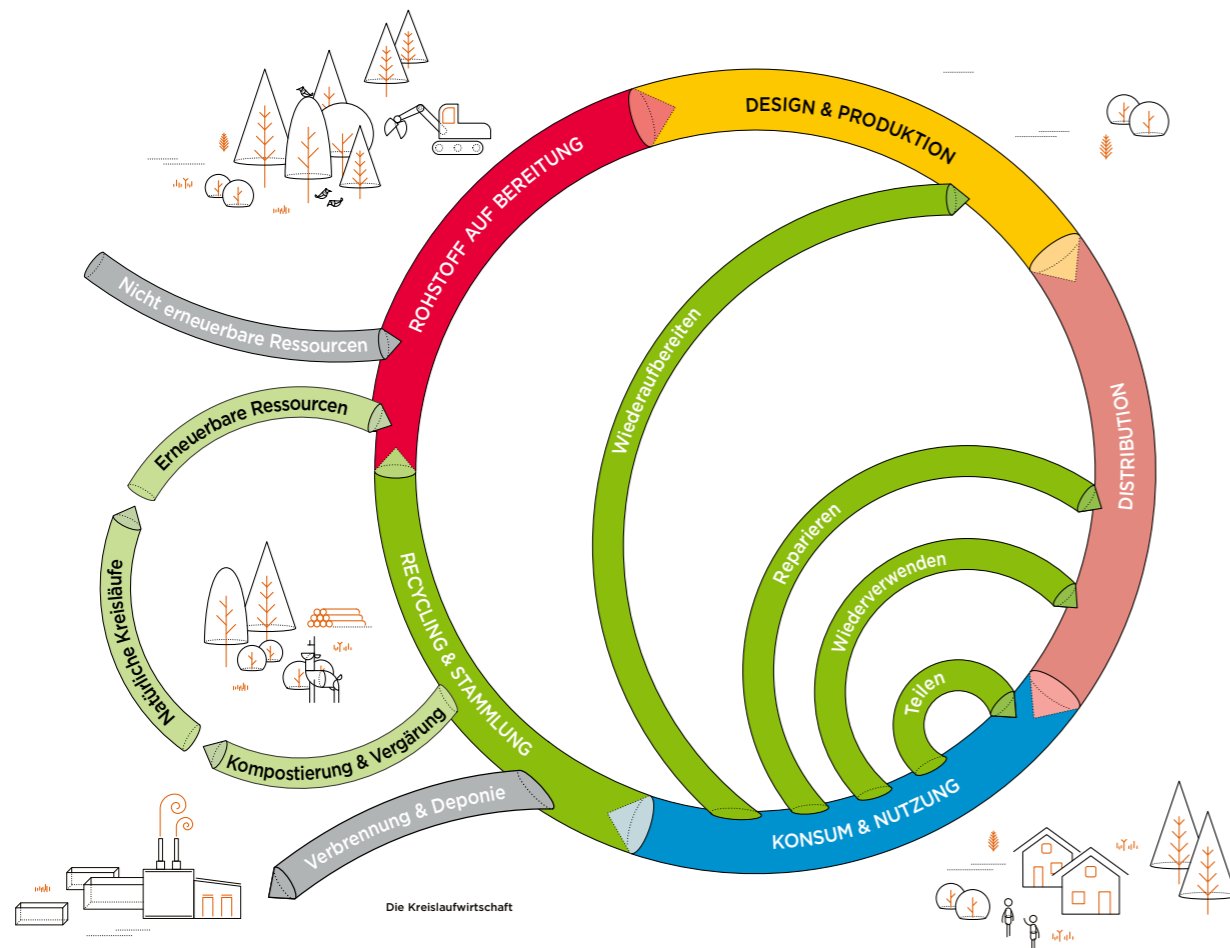 DESIGN & PRODUKTION
ROHSTOFF AUF BEREITUNG
Nicht erneuerbare Ressourcen
Wiederaufbereiten
Erneuerbare Ressourcen
DISTRIBUTION
Reparieren
Wiederverwenden
Natürliche Kreisläufe
RECYCLING & STAMMLUNG
Teilen
Kompostierung & Vergärung
Verbrennung & Deponie
KONSUM & NUTZUNG
Die Kreislaufwirtschaft